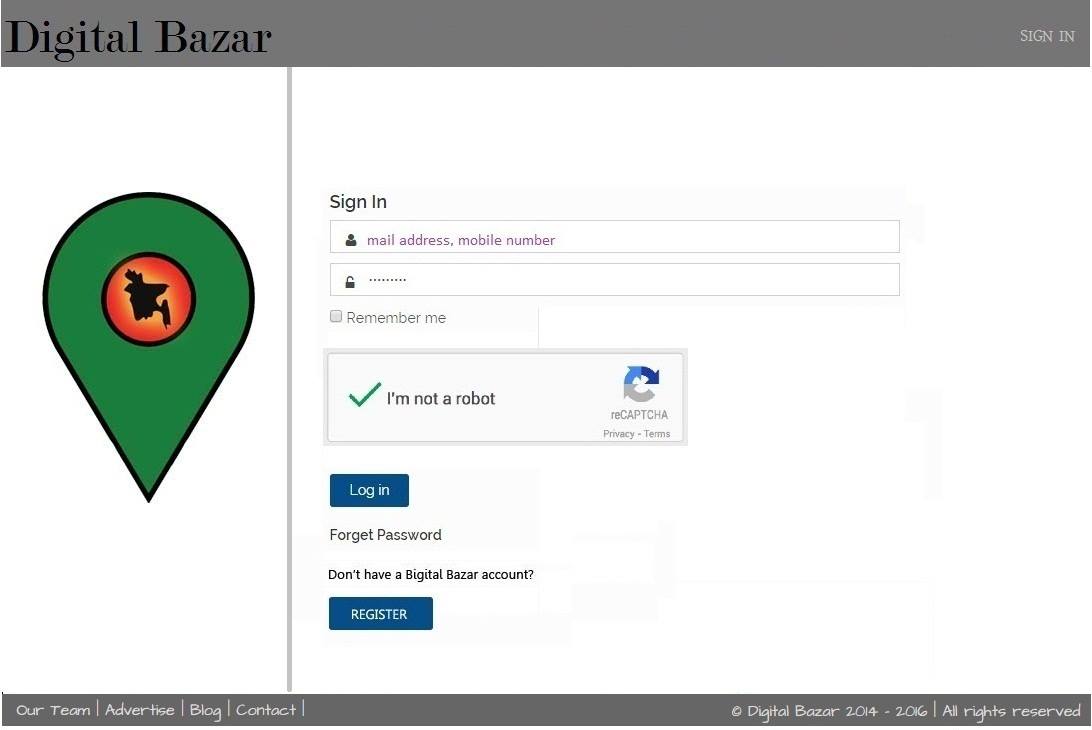 Digital Bazar
SIGN IN
Sign In
mail address, mobile number
·········
Remember me
I'm not a robot
reCAPTCHA
Privacy - Terms
Log in
Forget Password
Don't have a Bigital Bazar account?
REGISTER
Our Team | Advertise | Blog | Contact |
© Digital Bazar 2014 - 2016 | All rights reserved